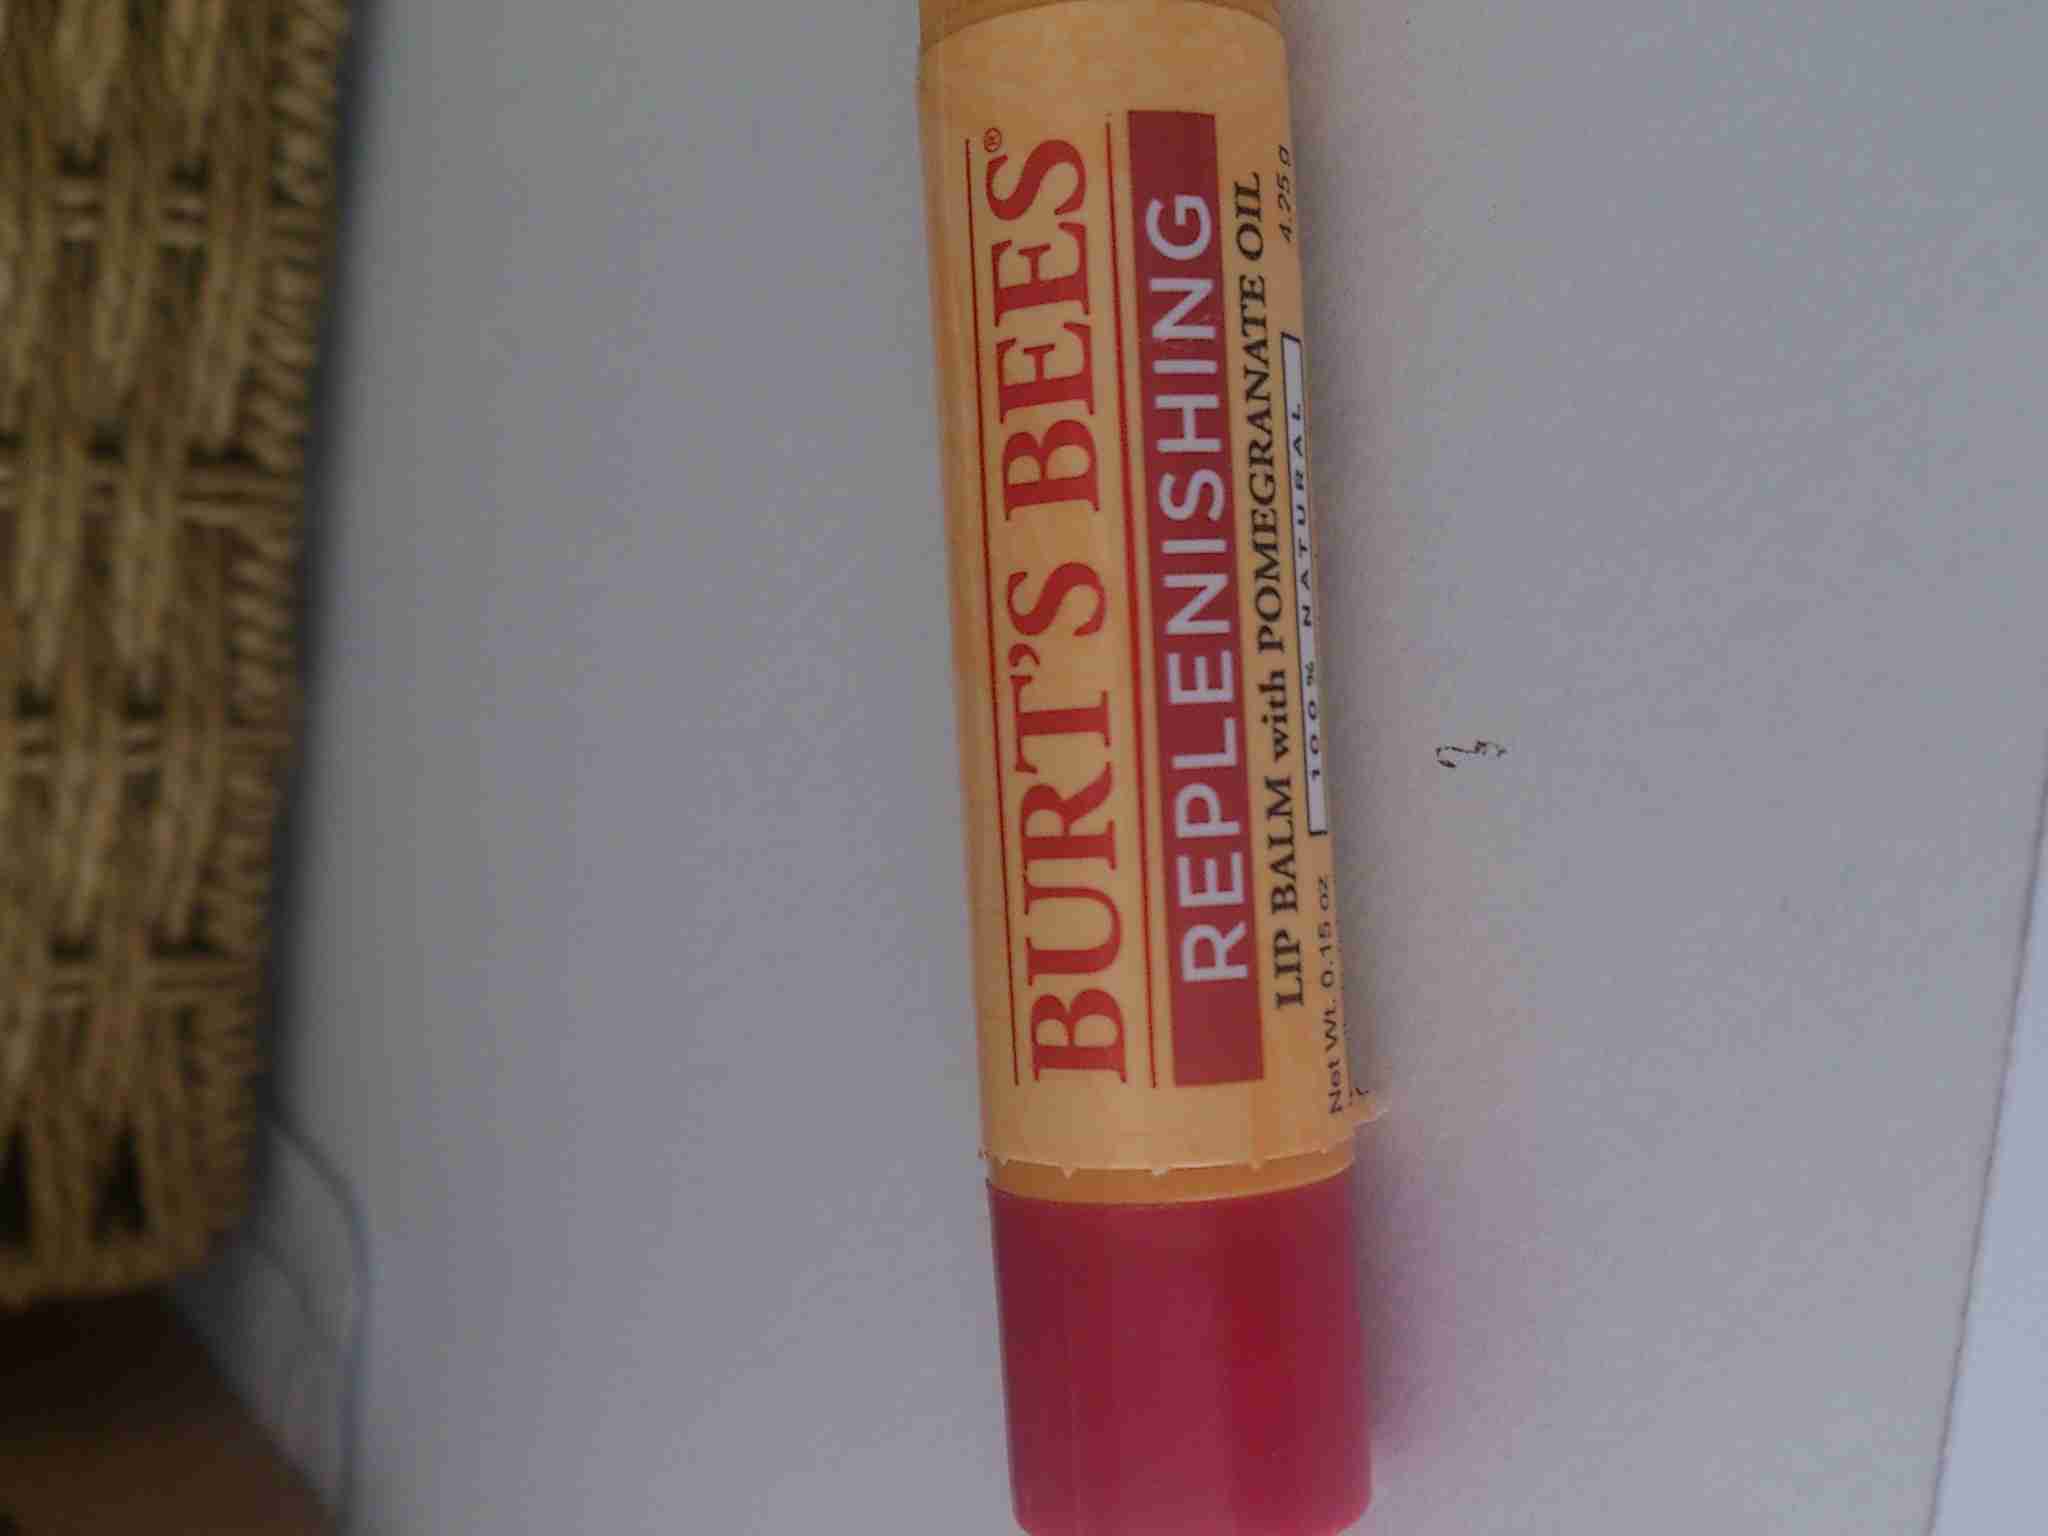 BURT'S BEES®
REPLENISHING
LIP BALM with POMEGRANATE OIL
100% NATURAL
Net Wt. 0.15 oz 4.25 g